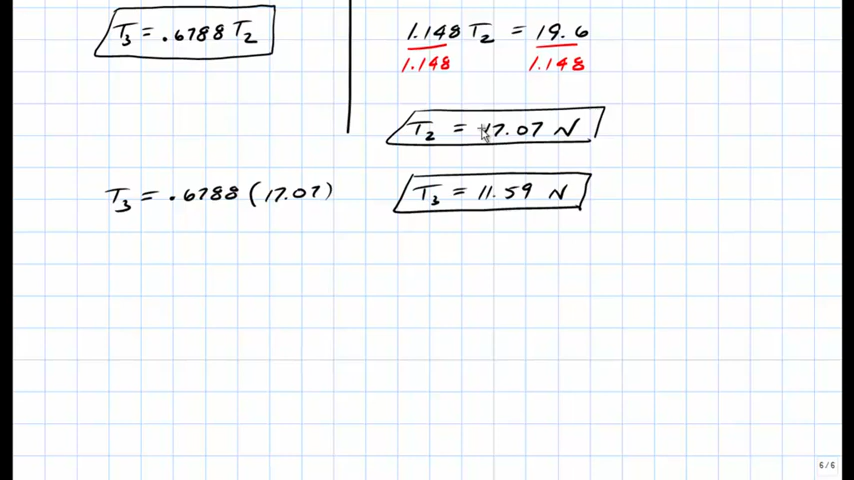 T3 = .6788 T2
1.148 T2 = 19.6
1.148 1.148
T2 = 17.07 N
T3 = .6788 (17.07)
T3 = 11.59 N
6/6